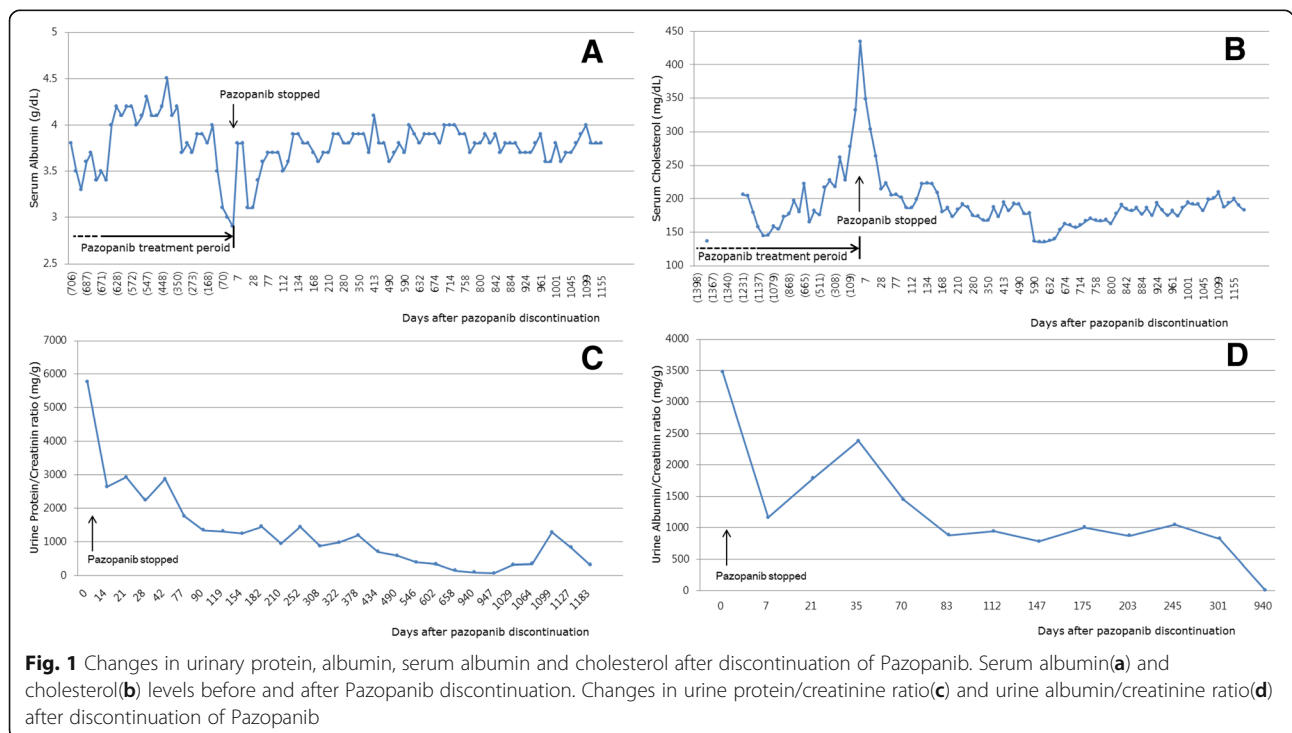 A
Serum Albumin (g/dL)
5
4.5
4
3.5
3
2.5
Pazopanib stopped
Pazopanib treatment peroid
(706) (687) (671) (628) (572) (547) (448) (350) (273) (168) (70) 7 28 77 112 134 168 210 280 350 413 490 590 632 674 714 758 800 842 884 924 961 1001 1045 1099 1155
Days after pazopanib discontinuation
B
Serum Cholesterol (mg/dL)
450
400
350
300
250
200
150
100
Pazopanib stopped
Pazopanib treatment peroid
(1398) (1367) (1340) (1231) (1137) (1079) (868) (665) (511) (308) (109) 7 28 77 112 134 168 210 280 350 413 490 590 632 674 714 758 800 842 884 924 961 1001 1045 1099 1155
Days after pazopanib discontinuation
C
Urine Protein/Creatinin ratio (mg/g)
7000
6000
5000
4000
3000
2000
1000
0
Pazopanib stopped
0 14 21 28 42 77 90 119 154 182 210 252 308 322 378 434 490 546 602 658 940 947 1029 1064 1099 1127 1183
Days after pazopanib discontinuation
D
Urine Albumin/Creatinin ratio (mg/g)
4000
3500
3000
2500
2000
1500
1000
500
0
Pazopanib stopped
0 7 21 35 70 83 112 147 175 203 245 301 940
Days after pazopanib discontinuation
Fig. 1 Changes in urinary protein, albumin, serum albumin and cholesterol after discontinuation of Pazopanib. Serum albumin(a) and
cholesterol(b) levels before and after Pazopanib discontinuation. Changes in urine protein/creatinine ratio(c) and urine albumin/creatinine ratio(d)
after discontinuation of Pazopanib